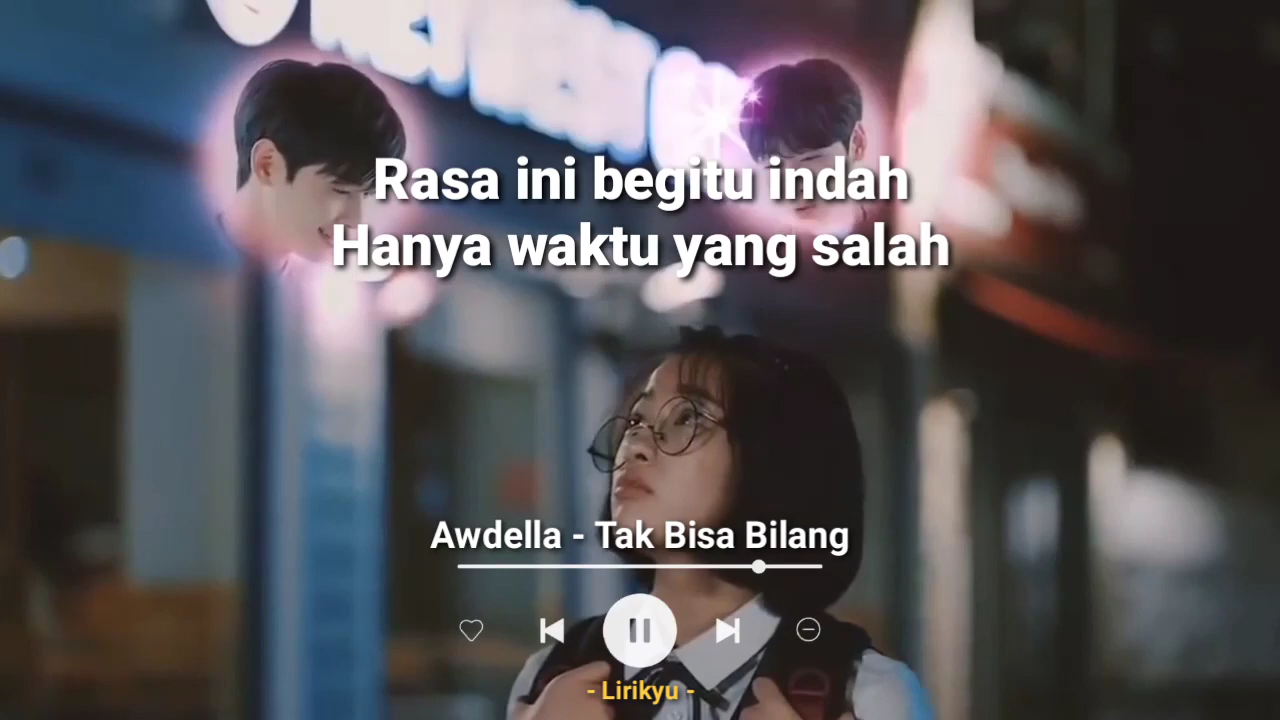 Rasa ini begitu indah
Hanya waktu yang salah
Awdella - Tak Bisa Bilang
- Lirikyu -